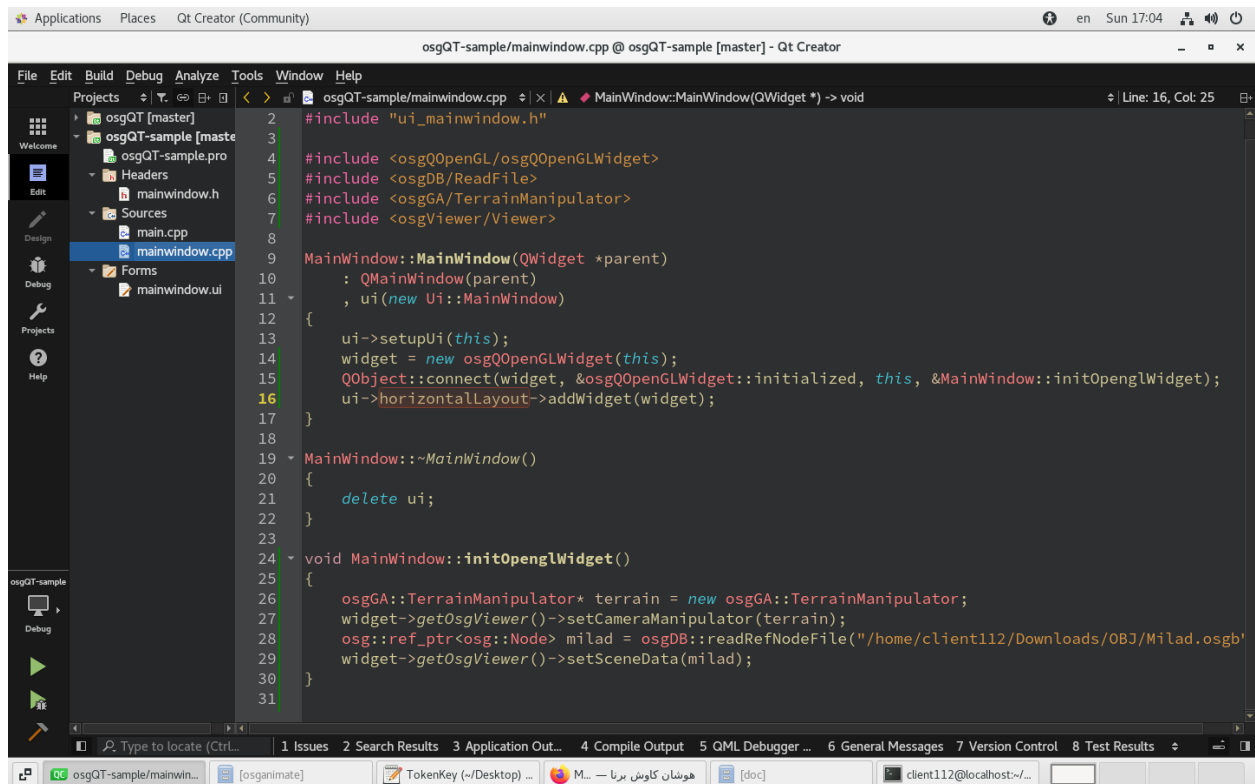 Applications Places Qt Creator (Community) en Sun 17:04
osgQT-sample/mainwindow.cpp @ osgQT-sample [master] - Qt Creator
File Edit Build Debug Analyze Tools Window Help
Projects osgQT-sample/mainwindow.cpp MainWindow::MainWindow(QWidget *) -> void Line: 16, Col: 25
Welcome
Edit
Design
Debug
Projects
Help
osgQT-sample
Debug
osgQT [master]
osgQT-sample [maste
osgQT-sample.pro
Headers
mainwindow.h
Sources
main.cpp
mainwindow.cpp
Forms
mainwindow.ui
2 #include "ui_mainwindow.h"
3
4 #include <osgQOpenGL/osgQOpenGLWidget>
5 #include <osgDB/ReadFile>
6 #include <osgGA/TerrainManipulator>
7 #include <osgViewer/Viewer>
8
9 MainWindow::MainWindow(QWidget *parent)
10 : QMainWindow(parent)
11 , ui(new Ui::MainWindow)
12 {
13 ui->setupUi(this);
14 widget = new osgQOpenGLWidget(this);
15 QObject::connect(widget, &osgQOpenGLWidget::initialized, this, &MainWindow::initOpenglWidget);
16 ui->horizontalLayout->addWidget(widget);
17 }
18
19 MainWindow::~MainWindow()
20 {
21 delete ui;
22 }
23
24 void MainWindow::initOpenglWidget()
25 {
26 osgGA::TerrainManipulator* terrain = new osgGA::TerrainManipulator;
27 widget->getOsgViewer()->setCameraManipulator(terrain);
28 osg::ref_ptr<osg::Node> milad = osgDB::readRefNodeFile("/home/client112/Downloads/OBJ/Milad.osgb"
29 widget->getOsgViewer()->setSceneData(milad);
30 }
31
Type to locate (Ctrl... 1 Issues 2 Search Results 3 Application Out... 4 Compile Output 5 QML Debugger ... 6 General Messages 7 Version Control 8 Test Results
QC osgQT-sample/mainwin... [osganimate] TokenKey (~/Desktop) ... هوشان کاوش برنا — M... [doc] client112@localhost:~/...